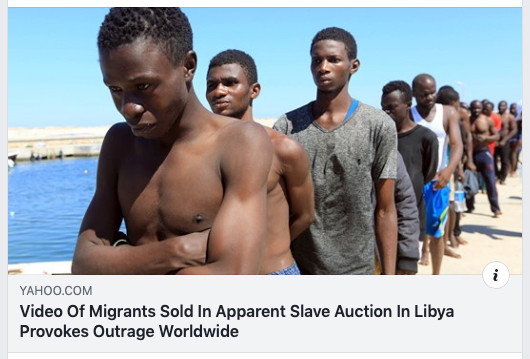 i
YAHOO.COM
Video Of Migrants Sold In Apparent Slave Auction In Libya
Provokes Outrage Worldwide